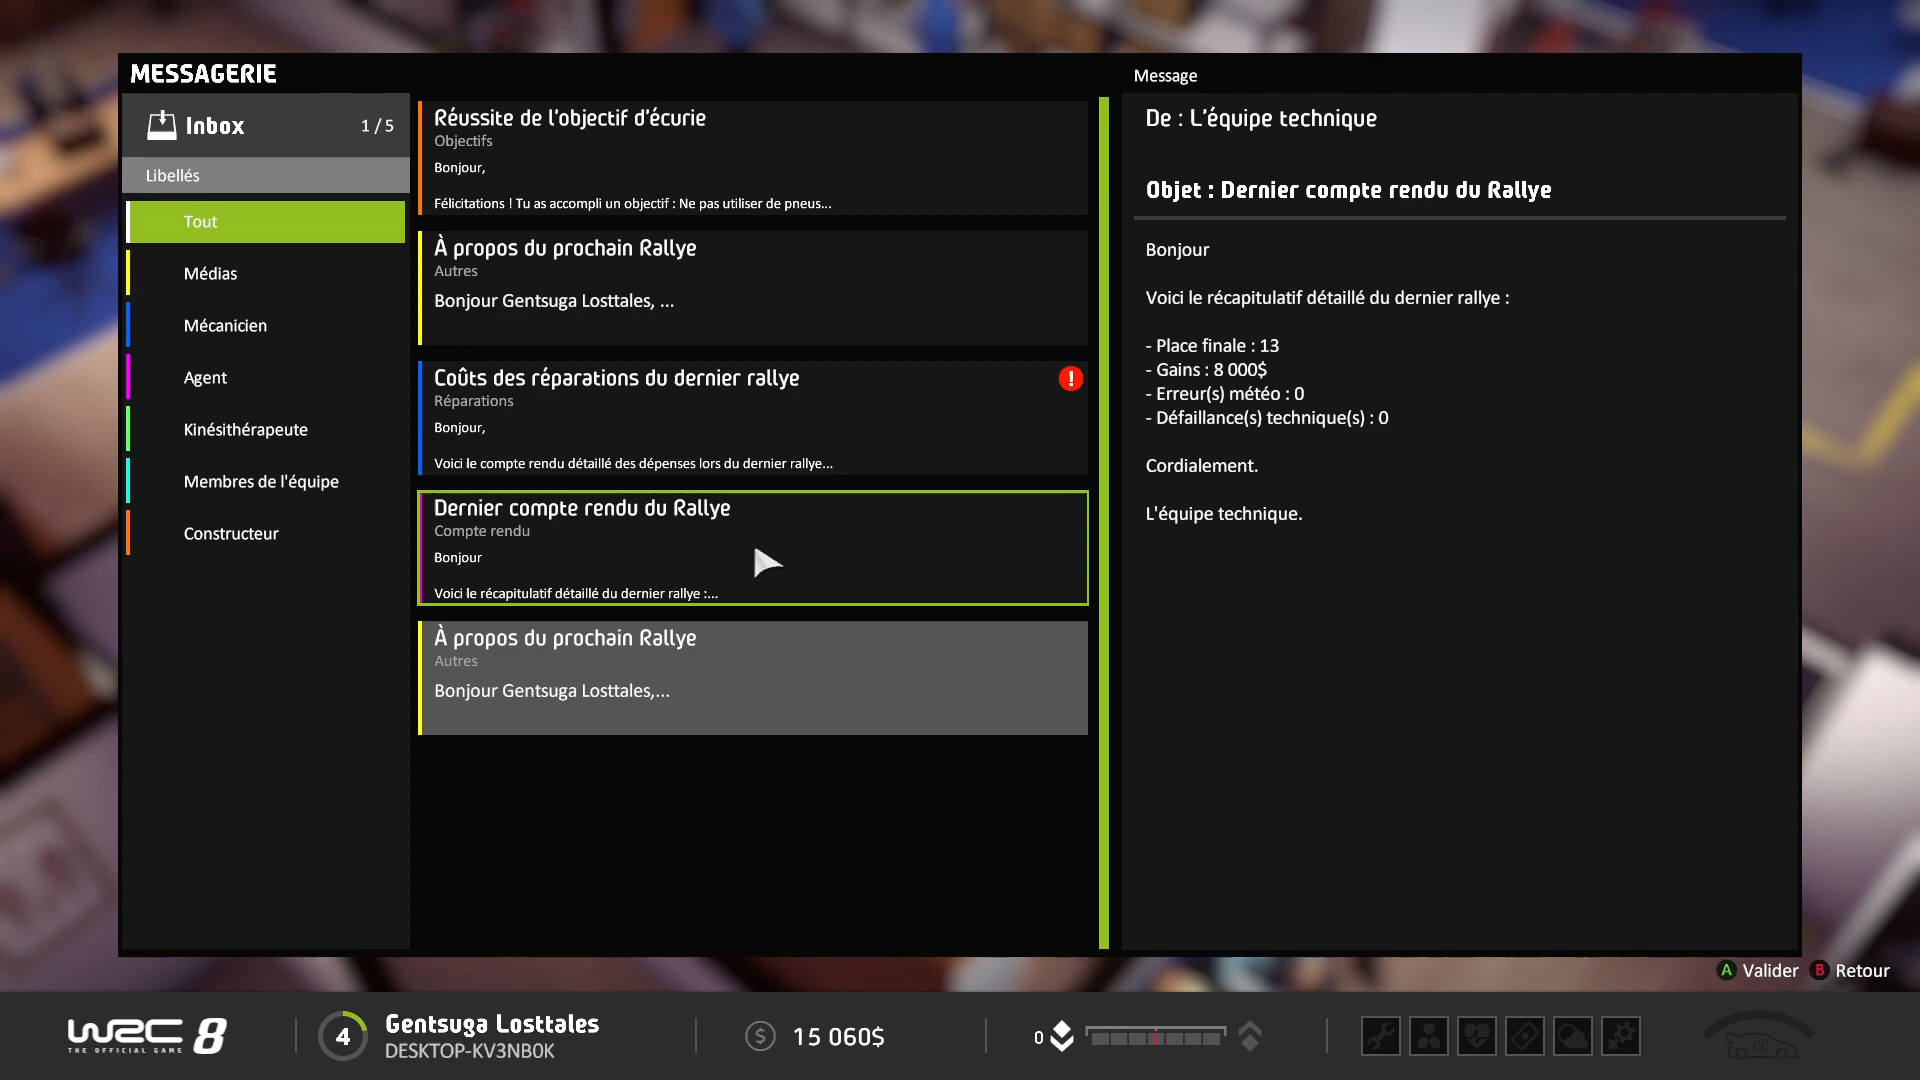 MESSAGERIE
Inbox
1 / 5
Libellés
Tout
Médias
Mécanicien
Agent
Kinésithérapeute
Membres de l'équipe
Constructeur
Réussite de l'objectif d'écurie
Objectifs
Bonjour,
Félicitations ! Tu as accompli un objectif : Ne pas utiliser de pneus...
À propos du prochain Rallye
Autres
Bonjour Gentsuga Losttales, ...
Coûts des réparations du dernier rallye
!
Réparations
Bonjour,
Voici le compte rendu détaillé des dépenses lors du dernier rallye...
Dernier compte rendu du Rallye
Compte rendu
Bonjour
Voici le récapitulatif détaillé du dernier rallye :...
À propos du prochain Rallye
Autres
Bonjour Gentsuga Losttales,...
Message
De : L'équipe technique
Objet : Dernier compte rendu du Rallye
Bonjour
Voici le récapitulatif détaillé du dernier rallye :
- Place finale : 13
- Gains : 8 000$
- Erreur(s) météo : 0
- Défaillance(s) technique(s) : 0
Cordialement.
L'équipe technique.
A Valider B Retour
WRC 8
THE OFFICIAL GAME
4
Gentsuga Losttales
DESKTOP-KV3NB0K
$ 15 060$
0
CC